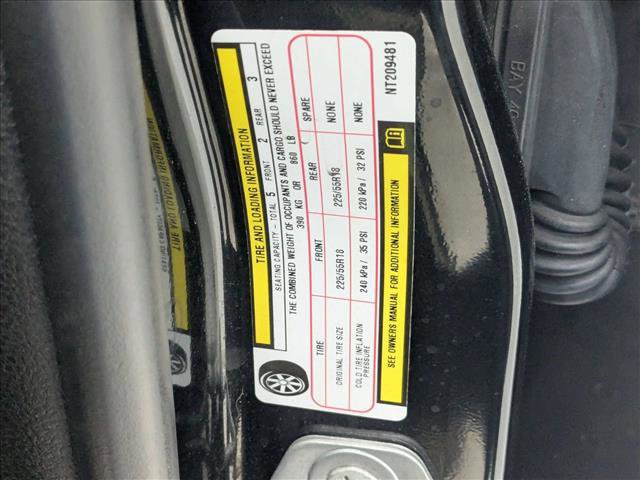 TIRE AND LOADING INFORMATION
SEATING CAPACITY - TOTAL 5 FRONT 2 REAR 3
THE COMBINED WEIGHT OF OCCUPANTS AND CARGO SHOULD NEVER EXCEED
390 KG OR 860 LB
TIRE FRONT REAR SPARE
ORIGINAL TIRE SIZE 225/55R18 225/55R18 NONE
COLD TIRE INFLATION PRESSURE 240 kPa / 35 PSI 220 kPa / 32 PSI NONE
SEE OWNERS MANUAL FOR ADDITIONAL INFORMATION
NT209481
BAY